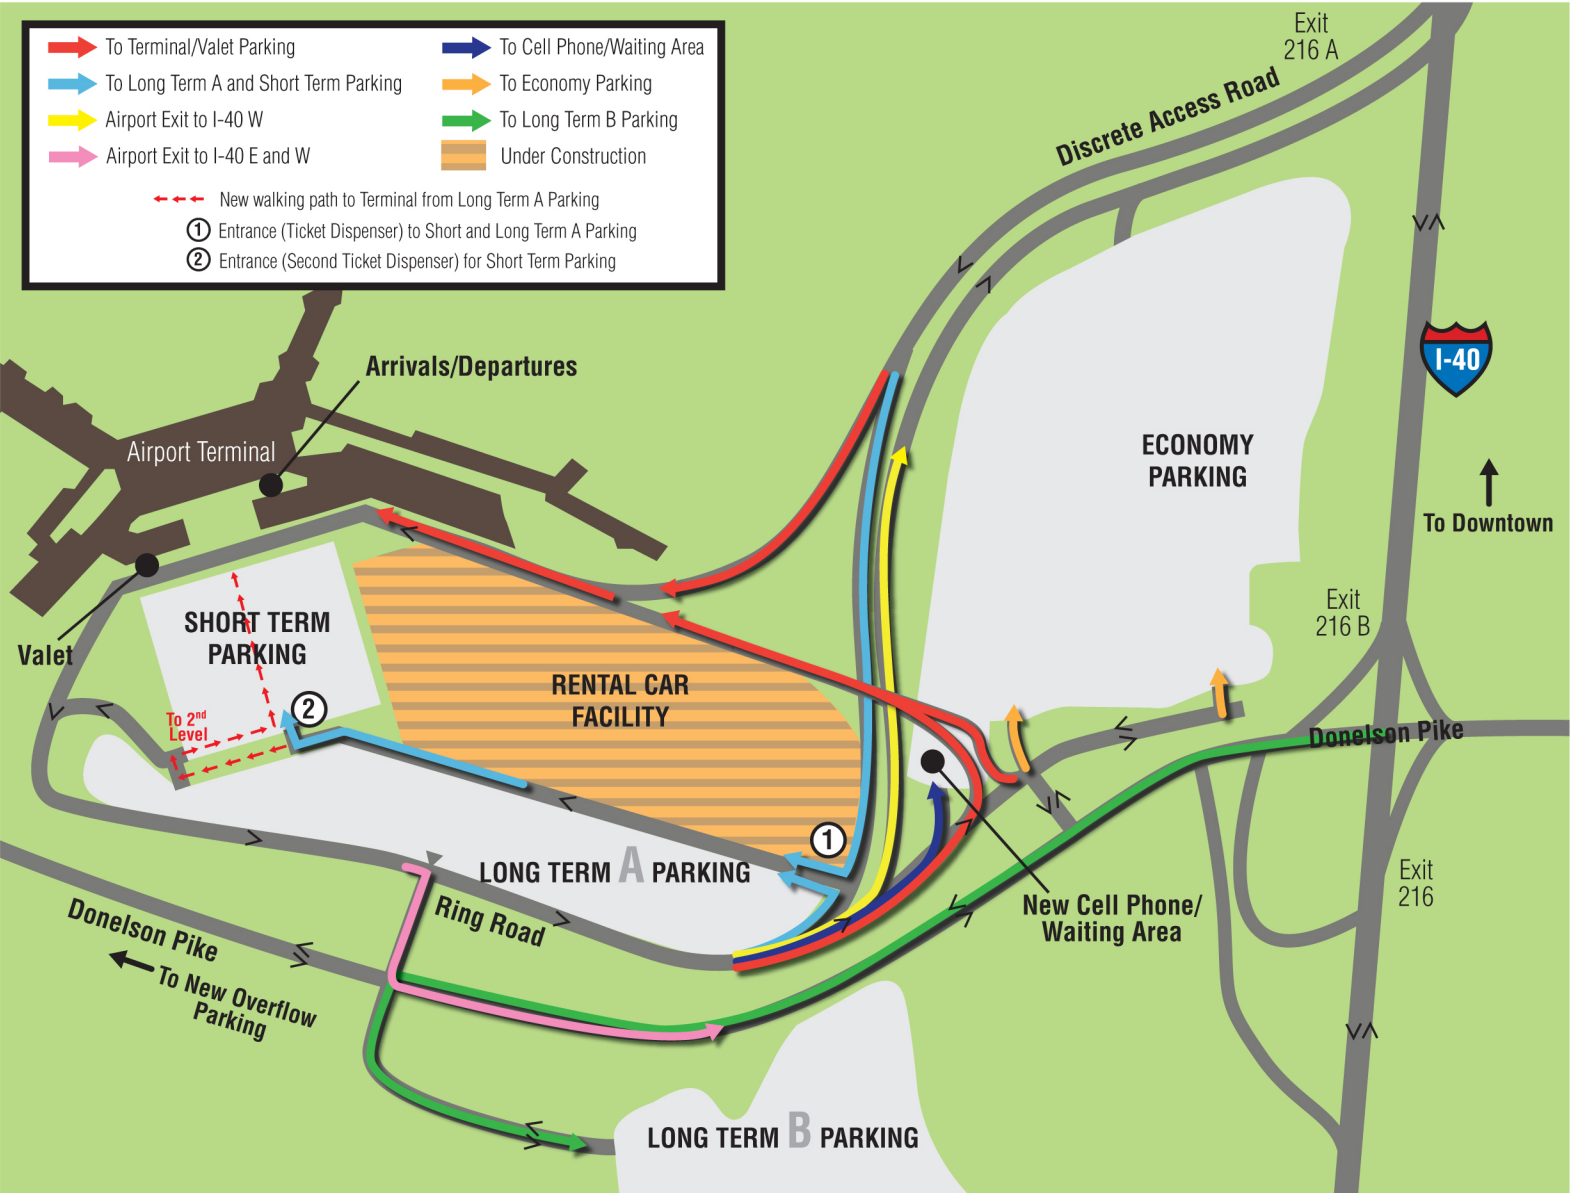 To Terminal/Valet Parking
To Long Term A and Short Term Parking
Airport Exit to I-40 W
Airport Exit to I-40 E and W
To Cell Phone/Waiting Area
To Economy Parking
To Long Term B Parking
Under Construction
New walking path to Terminal from Long Term A Parking
1 Entrance (Ticket Dispenser) to Short and Long Term A Parking
2 Entrance (Second Ticket Dispenser) for Short Term Parking
Exit
216 A
Discrete Access Road
I-40
Arrivals/Departures
Airport Terminal
ECONOMY
PARKING
To Downtown
Exit
216 B
SHORT TERM
PARKING
Valet
RENTAL CAR
FACILITY
2
To 2nd
Level
Donelson Pike
1
LONG TERM A PARKING
Exit
216
Ring Road
New Cell Phone/
Waiting Area
Donelson Pike
To New Overflow
Parking
LONG TERM B PARKING